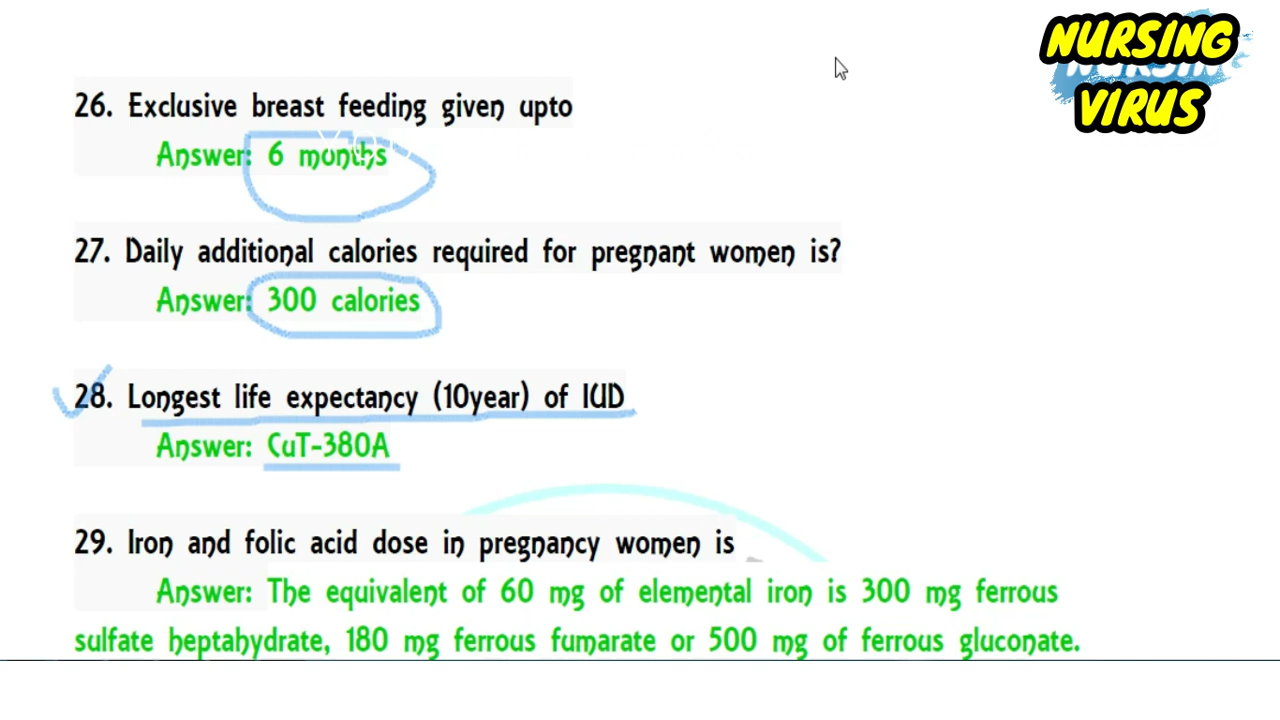 NURSING
VIRUS
26. Exclusive breast feeding given upto
Answer: 6 months
27. Daily additional calories required for pregnant women is?
Answer: 300 calories
28. Longest life expectancy (10year) of IUD
Answer: CuT-380A
29. Iron and folic acid dose in pregnancy women is
Answer: The equivalent of 60 mg of elemental iron is 300 mg ferrous
sulfate heptahydrate, 180 mg ferrous fumarate or 500 mg of ferrous gluconate.